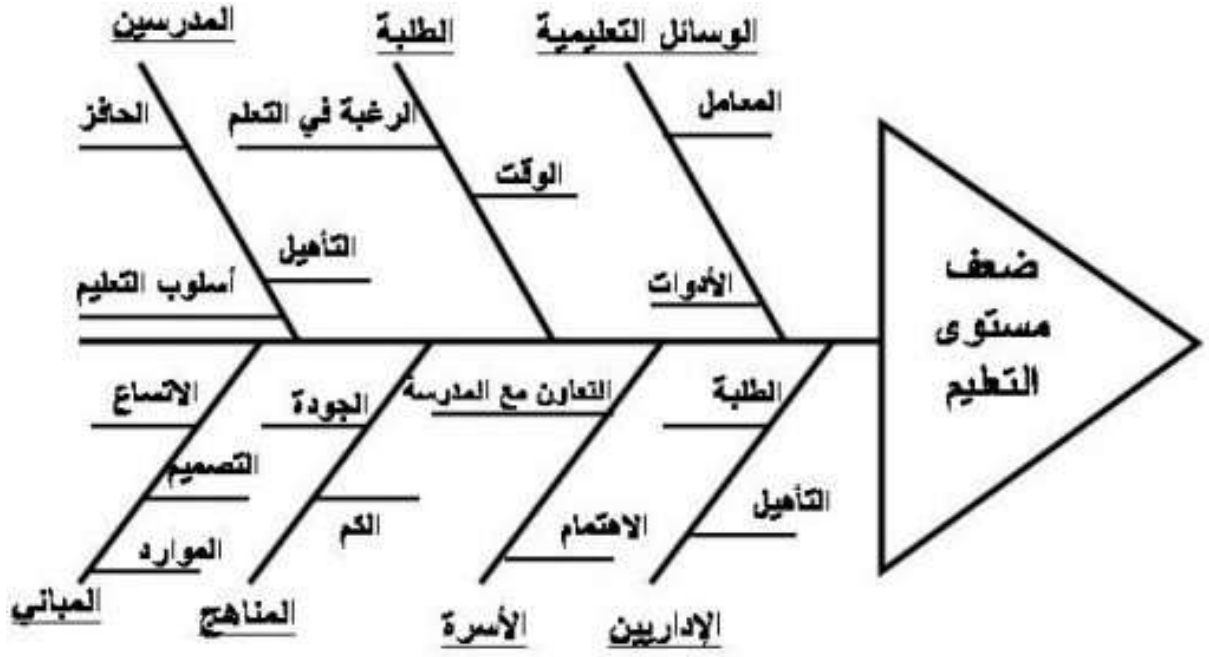 الوسائل التعليمية
المعامل
الأدوات
الطلبة
الرغبة في التعلم
الوقت
المدرسين
الحافز
التأهيل
أسلوب التعليم
ضعف
مستوى
التعليم
الطلبة
التأهيل
الإداريين
التعاون مع المدرسة
الاهتمام
الأسرة
الجودة
الكم
المناهج
الاتساع
التصميم
الموارد
المباني